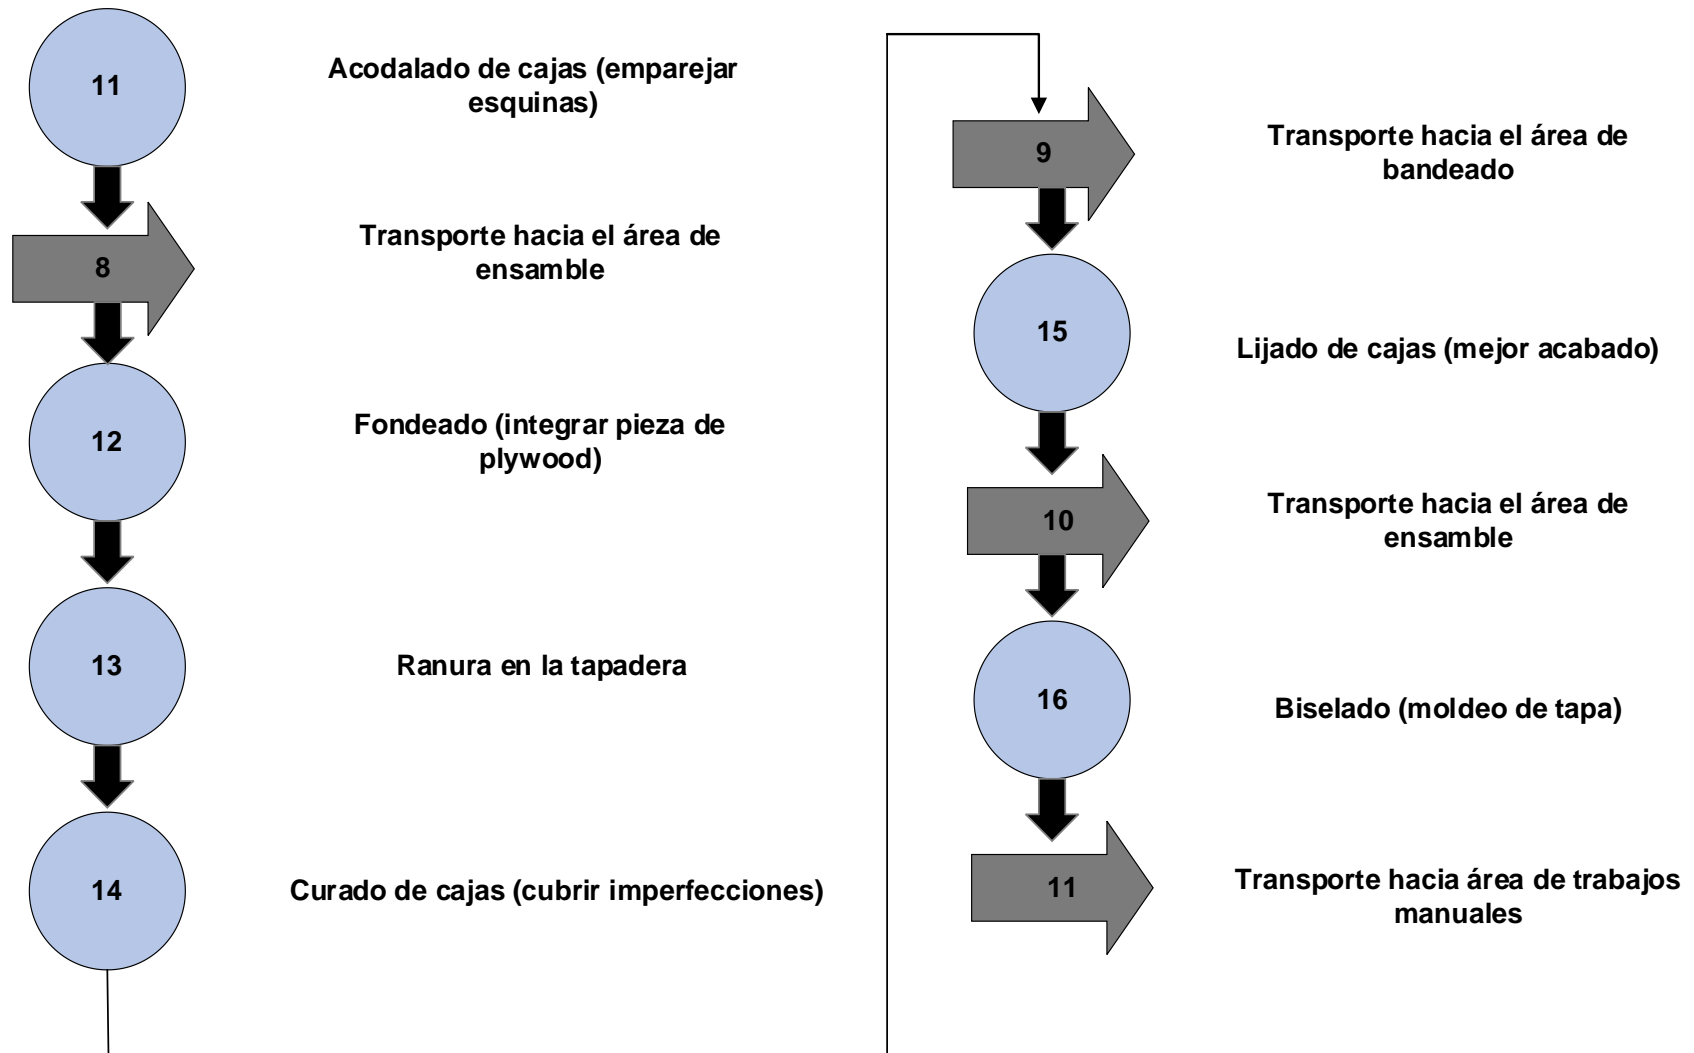 11
Acodalado de cajas (emparejar
esquinas)
8
Transporte hacia el área de
ensamble
12
Fondeado (integrar pieza de
plywood)
13
Ranura en la tapadera
14
Curado de cajas (cubrir imperfecciones)
9
Transporte hacia el área de
bandeado
15
Lijado de cajas (mejor acabado)
10
Transporte hacia el área de
ensamble
16
Biselado (moldeo de tapa)
11
Transporte hacia área de trabajos
manuales